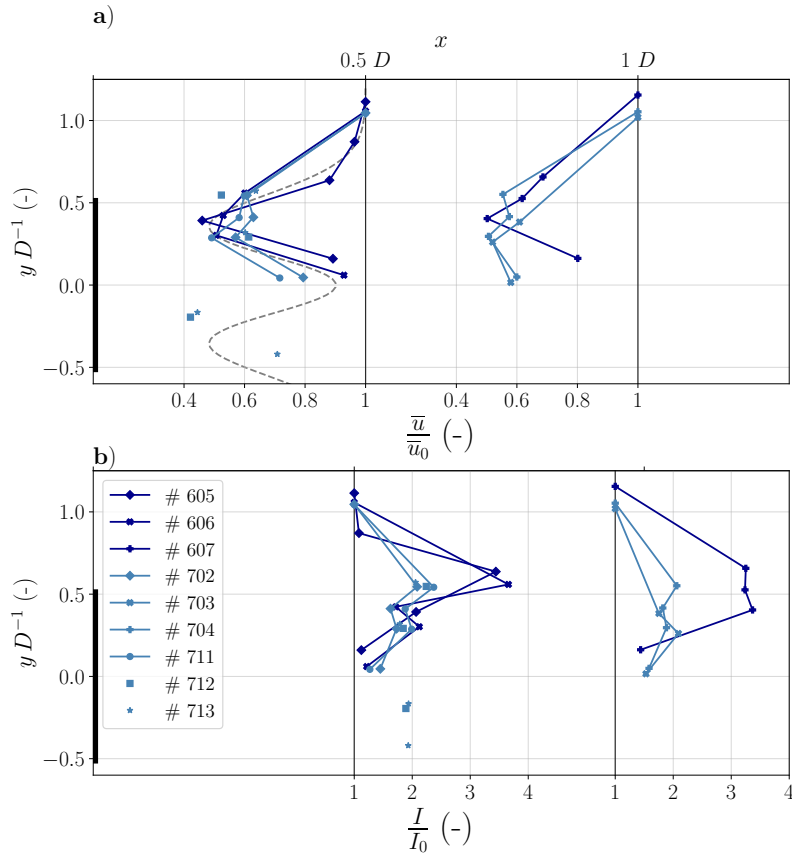 a)
x
0.5 D 1 D
1.0
0.5
0.0
−0.5
y D⁻¹ (-)
0.4 0.6 0.8 1 0.4 0.6 0.8 1
u̅ / u̅₀ (-)
b)
# 605
# 606
# 607
# 702
# 703
# 704
# 711
# 712
# 713
1.0
0.5
0.0
−0.5
y D⁻¹ (-)
1 2 3 4 1 2 3 4
I / I₀ (-)